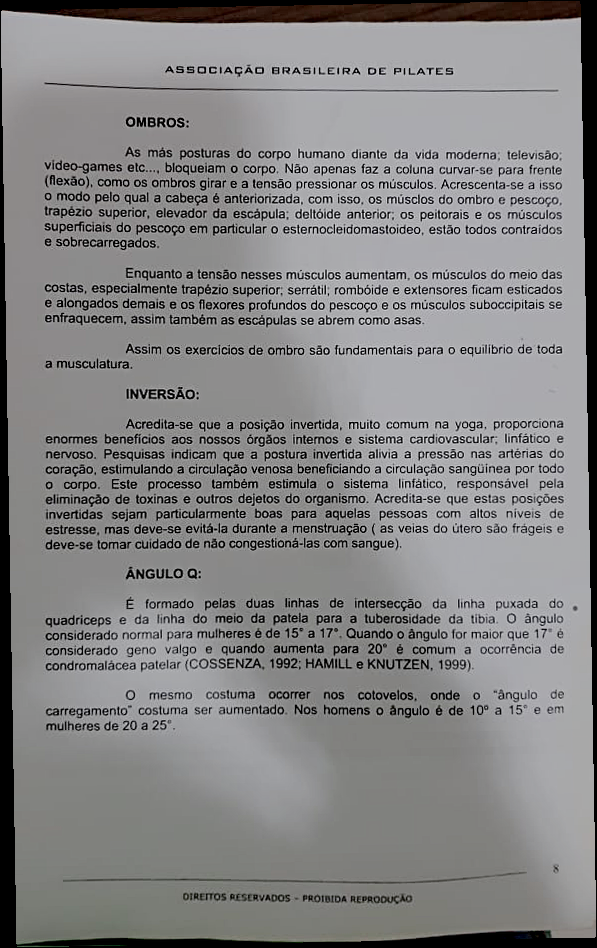 ASSOCIAÇÃO BRASILEIRA DE PILATES
OMBROS:
As más posturas do corpo humano diante da vida moderna; televisão;
vídeo-games etc..., bloqueiam o corpo. Não apenas faz a coluna curvar-se para frente
(flexão), como os ombros girar e a tensão pressionar os músculos. Acrescenta-se a isso
o modo pelo qual a cabeça é anteriorizada, com isso, os músclos do ombro e pescoço,
trapézio superior, elevador da escápula; deltóide anterior; os peitorais e os músculos
superficiais do pescoço em particular o esternocleidomastoideo, estão todos contraídos
e sobrecarregados.
Enquanto a tensão nesses músculos aumentam, os músculos do meio das
costas, especialmente trapézio superior; serrátil; rombóide e extensores ficam esticados
e alongados demais e os flexores profundos do pescoço e os músculos suboccipitais se
enfraquecem, assim também as escápulas se abrem como asas.
Assim os exercícios de ombro são fundamentais para o equilíbrio de toda
a musculatura.
INVERSÃO:
Acredita-se que a posição invertida, muito comum na yoga, proporciona
enormes benefícios aos nossos órgãos internos e sistema cardiovascular; linfático e
nervoso. Pesquisas indicam que a postura invertida alivia a pressão nas artérias do
coração, estimulando a circulação venosa beneficiando a circulação sangüínea por todo
o corpo. Este processo também estimula o sistema linfático, responsável pela
eliminação de toxinas e outros dejetos do organismo. Acredita-se que estas posições
invertidas sejam particularmente boas para aquelas pessoas com altos níveis de
estresse, mas deve-se evitá-la durante a menstruação ( as veias do útero são frágeis e
deve-se tomar cuidado de não congestioná-las com sangue).
ÂNGULO Q:
É formado pelas duas linhas de intersecção da linha puxada do
quadríceps e da linha do meio da patela para a tuberosidade da tíbia. O ângulo
considerado normal para mulheres é de 15° a 17°. Quando o ângulo for maior que 17° é
considerado geno valgo e quando aumenta para 20° é comum a ocorrência de
condromalácea patelar (COSSENZA, 1992; HAMILL e KNUTZEN, 1999).
O mesmo costuma ocorrer nos cotovelos, onde o “ângulo de
carregamento” costuma ser aumentado. Nos homens o ângulo é de 10º a 15° e em
mulheres de 20 a 25°.
8
DIREITOS RESERVADOS - PROIBIDA REPRODUÇÃO